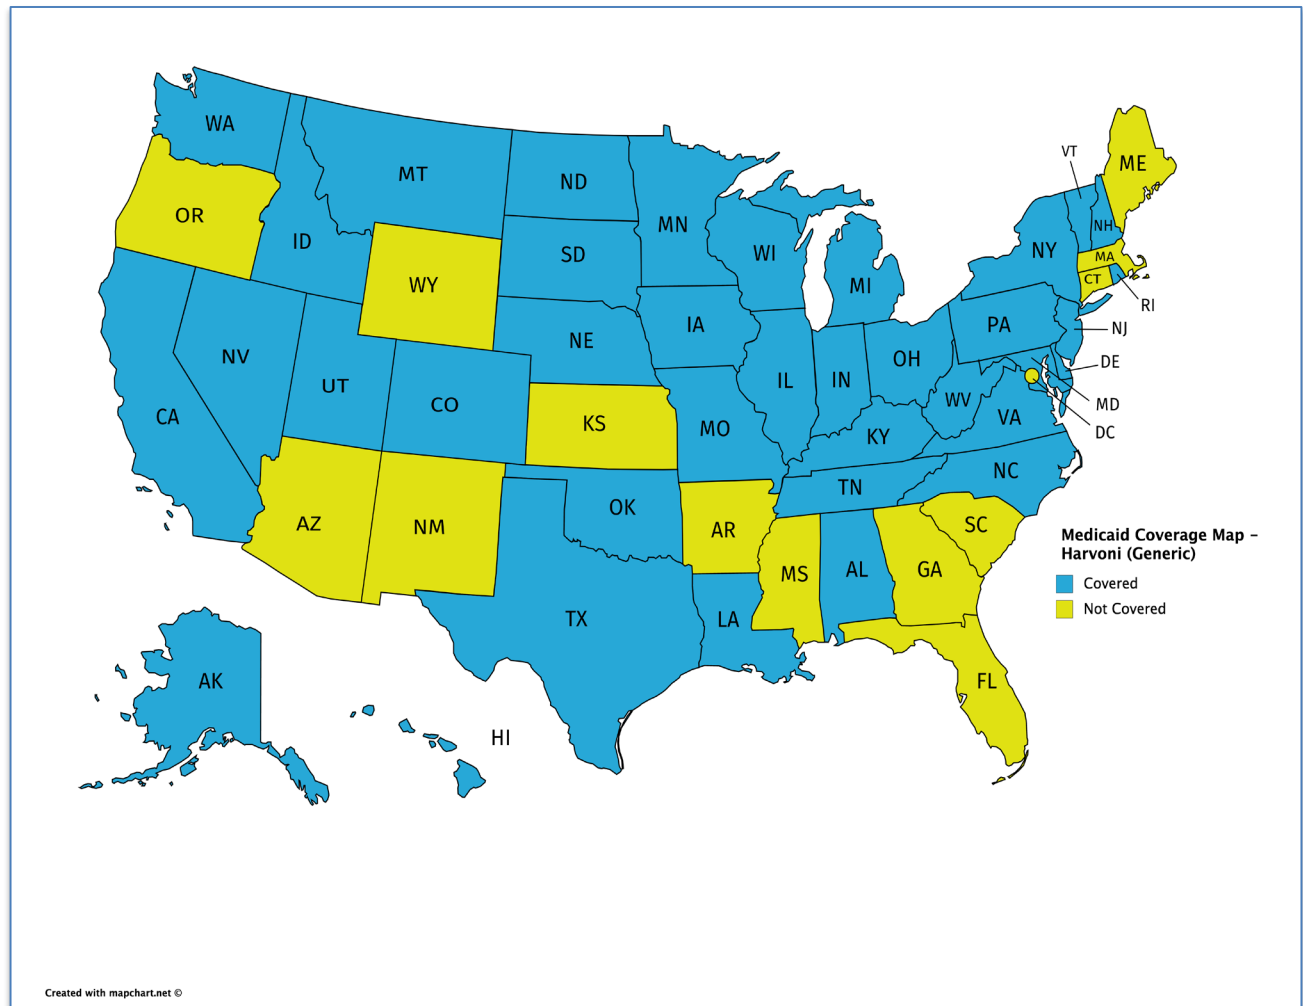 WA
MT
ND
MN
VT
ME
OR
ID
SD
WI
NH
NY
MA
WY
MI
CT
RI
IA
PA
NJ
NE
NV
OH
DE
UT
IL
IN
WV
MD
CO
CA
KS
MO
KY
VA
DC
NC
TN
OK
AZ
NM
AR
SC
Medicaid Coverage Map –
Harvoni (Generic)
MS
AL
GA
Covered
Not Covered
TX
LA
AK
FL
HI
Created with mapchart.net ©